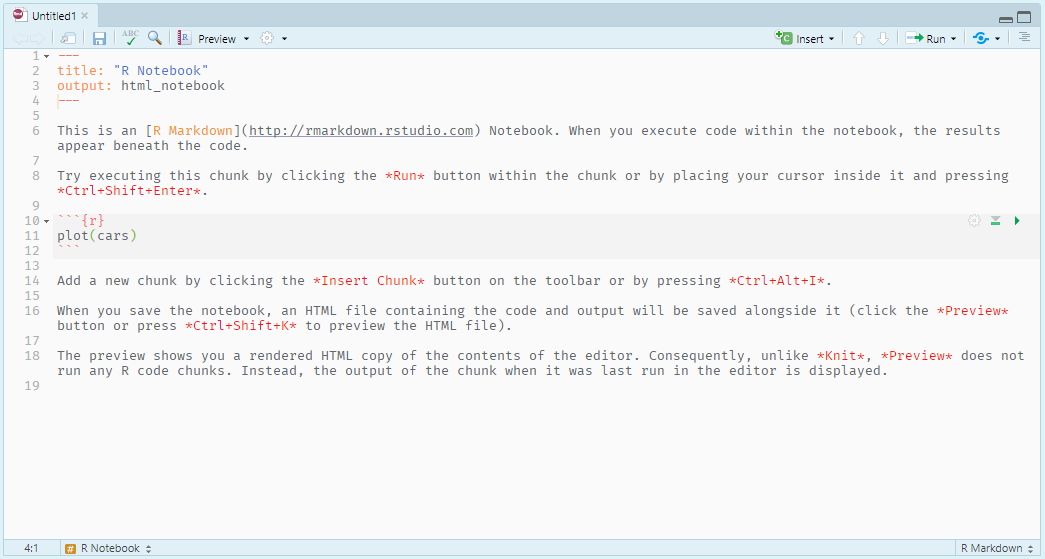 Untitled1
ABC
R Preview
C Insert
Run
1 ---
2 title: "R Notebook"
3 output: html_notebook
4 ---
5
6 This is an [R Markdown](http://rmarkdown.rstudio.com) Notebook. When you execute code within the notebook, the results
appear beneath the code.
7
8 Try executing this chunk by clicking the *Run* button within the chunk or by placing your cursor inside it and pressing
*Ctrl+Shift+Enter*.
9
10 ```{r}
11 plot(cars)
12 ```
13
14 Add a new chunk by clicking the *Insert Chunk* button on the toolbar or by pressing *Ctrl+Alt+I*.
15
16 When you save the notebook, an HTML file containing the code and output will be saved alongside it (click the *Preview*
button or press *Ctrl+Shift+K* to preview the HTML file).
17
18 The preview shows you a rendered HTML copy of the contents of the editor. Consequently, unlike *Knit*, *Preview* does not
run any R code chunks. Instead, the output of the chunk when it was last run in the editor is displayed.
19
4:1
# R Notebook
R Markdown